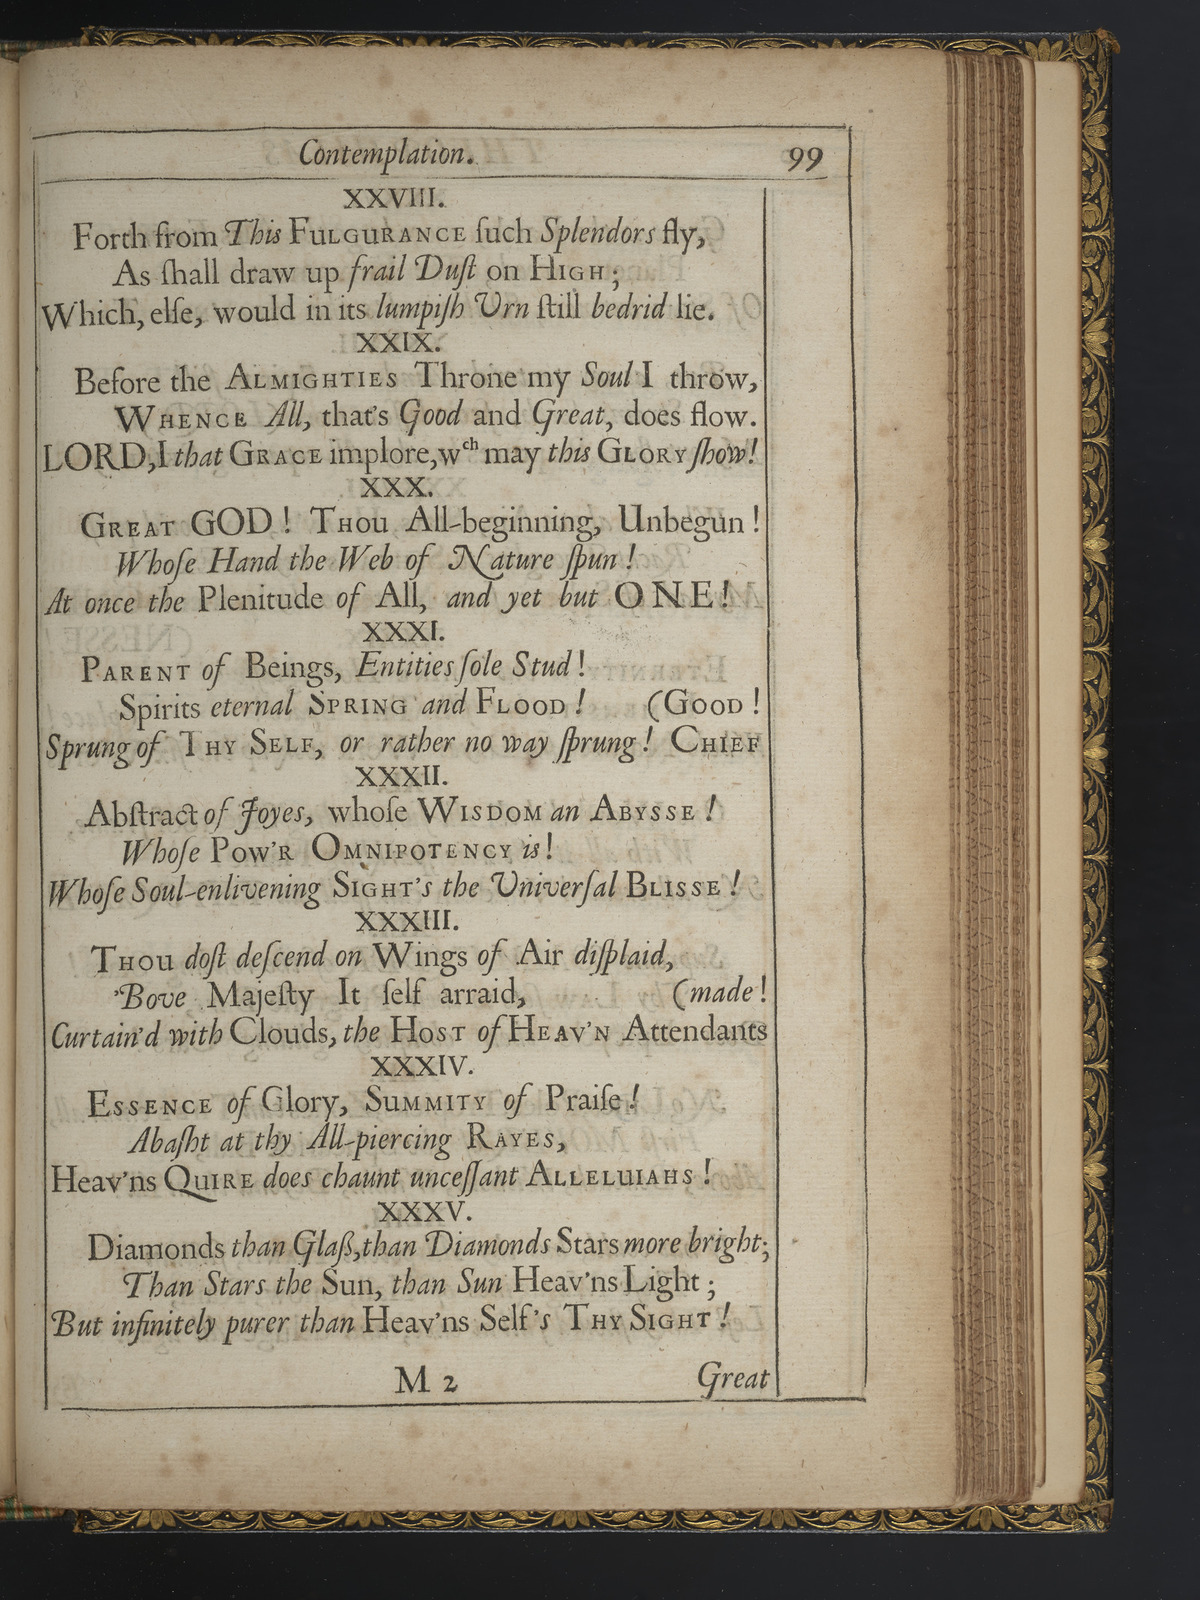 Contemplation. 99
XXVIII.
Forth from This FULGURANCE ſuch Splendors fly,
As ſhall draw up frail Duſt on HIGH;
Which, elſe, would in its lumpiſh Urn ſtill bedrid lie.
XXIX.
Before the ALMIGHTIES Throne my Soul I throw,
WHENCE All, that's Good and Great, does flow.
LORD, I that GRACE implore, wch may this GLORY ſhow!
XXX.
GREAT GOD! THOU All-beginning, Unbegun!
Whoſe Hand the Web of Nature ſpun!
At once the Plenitude of All, and yet but ONE!
XXXI.
PARENT of Beings, Entities ſole Stud!
Spirits eternal SPRING and FLOOD! (GOOD!
Sprung of THY SELF, or rather no way ſprung! CHIEF
XXXII.
Abſtract of Joyes, whoſe WISDOM an ABYSSE!
Whoſe POW'R OMNIPOTENCY is!
Whoſe Soul-enlivening SIGHT's the Univerſal BLISSE!
XXXIII.
THOU doſt deſcend on Wings of Air diſplaid,
'Bove Majeſty It ſelf arraid, (made!
Curtain'd with Clouds, the HOST of HEAV'N Attendants
XXXIV.
ESSENCE of Glory, SUMMITY of Praiſe!
Abaſht at thy All-piercing RAYES,
Heav'ns QUIRE does chaunt unceſſant ALLELUIAHS!
XXXV.
Diamonds than Glaß, than Diamonds Stars more bright;
Than Stars the Sun, than Sun Heav'ns Light;
But infinitely purer than Heav'ns Self's THY SIGHT!
M 2 Great